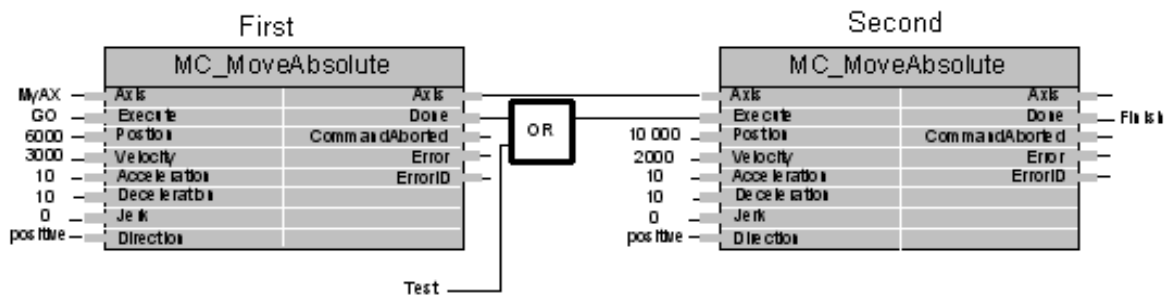 First Second
MC_MoveAbsolute MC_MoveAbsolute
MyAX Axis Axis Axis Axis
GO Execute Done OR Execute Done Finish
6000 Position CommandAborted 10 000 Position CommandAborted
3000 Velocity Error 2000 Velocity Error
10 Acceleration ErrorID 10 Acceleration ErrorID
10 Deceleration 10 Deceleration
0 Jerk 0 Jerk
positive Direction positive Direction
Test